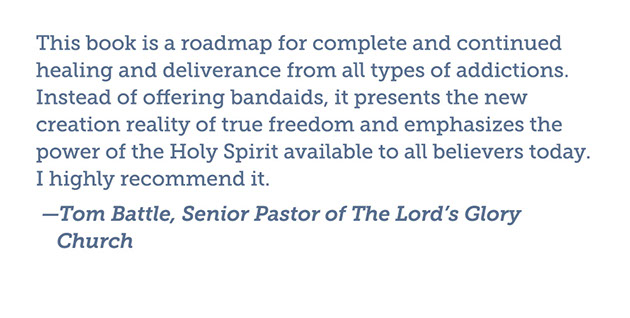 This book is a roadmap for complete and continued
healing and deliverance from all types of addictions.
Instead of offering bandaids, it presents the new
creation reality of true freedom and emphasizes the
power of the Holy Spirit available to all believers today.
I highly recommend it.
—Tom Battle, Senior Pastor of The Lord’s Glory
Church